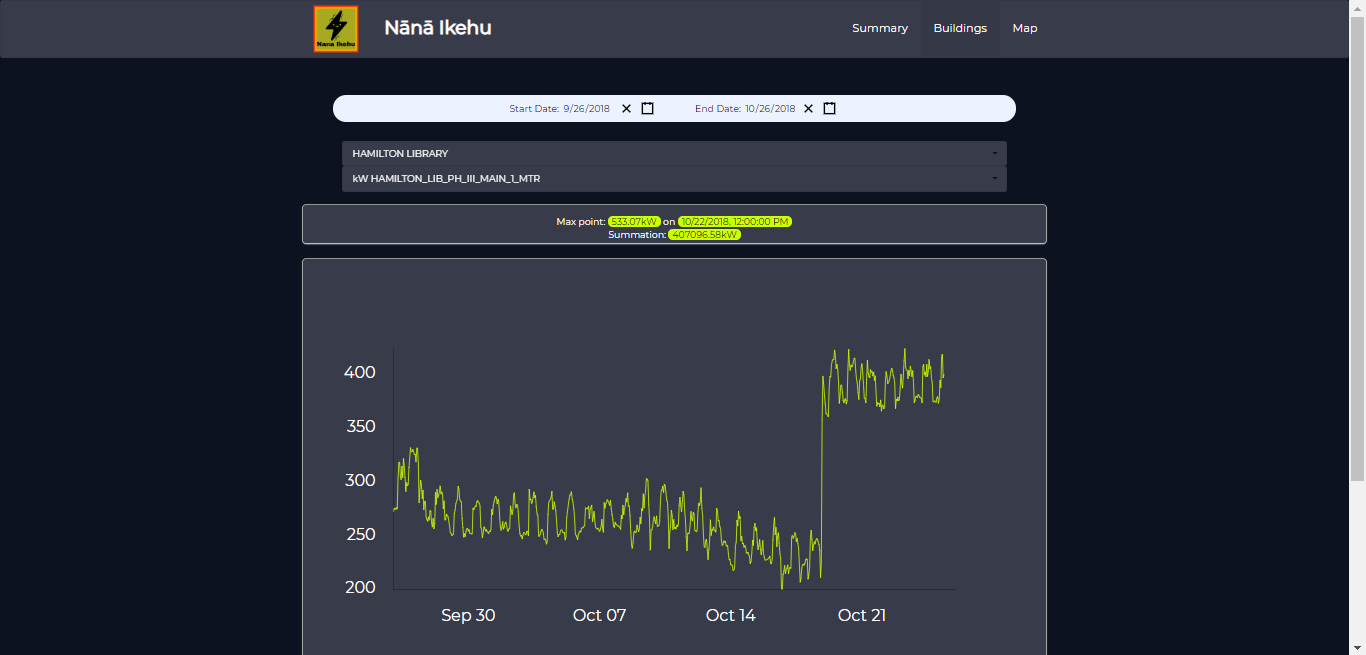 Nana Ikehu
Nānā Ikehu
Summary
Buildings
Map
Start Date: 9/26/2018
End Date: 10/26/2018
HAMILTON LIBRARY
kW HAMILTON_LIB_PH_III_MAIN_1_MTR
Max point: 533.07kW on 10/22/2018, 12:00:00 PM
Summation: 407096.58kW
400
350
300
250
200
Sep 30
Oct 07
Oct 14
Oct 21